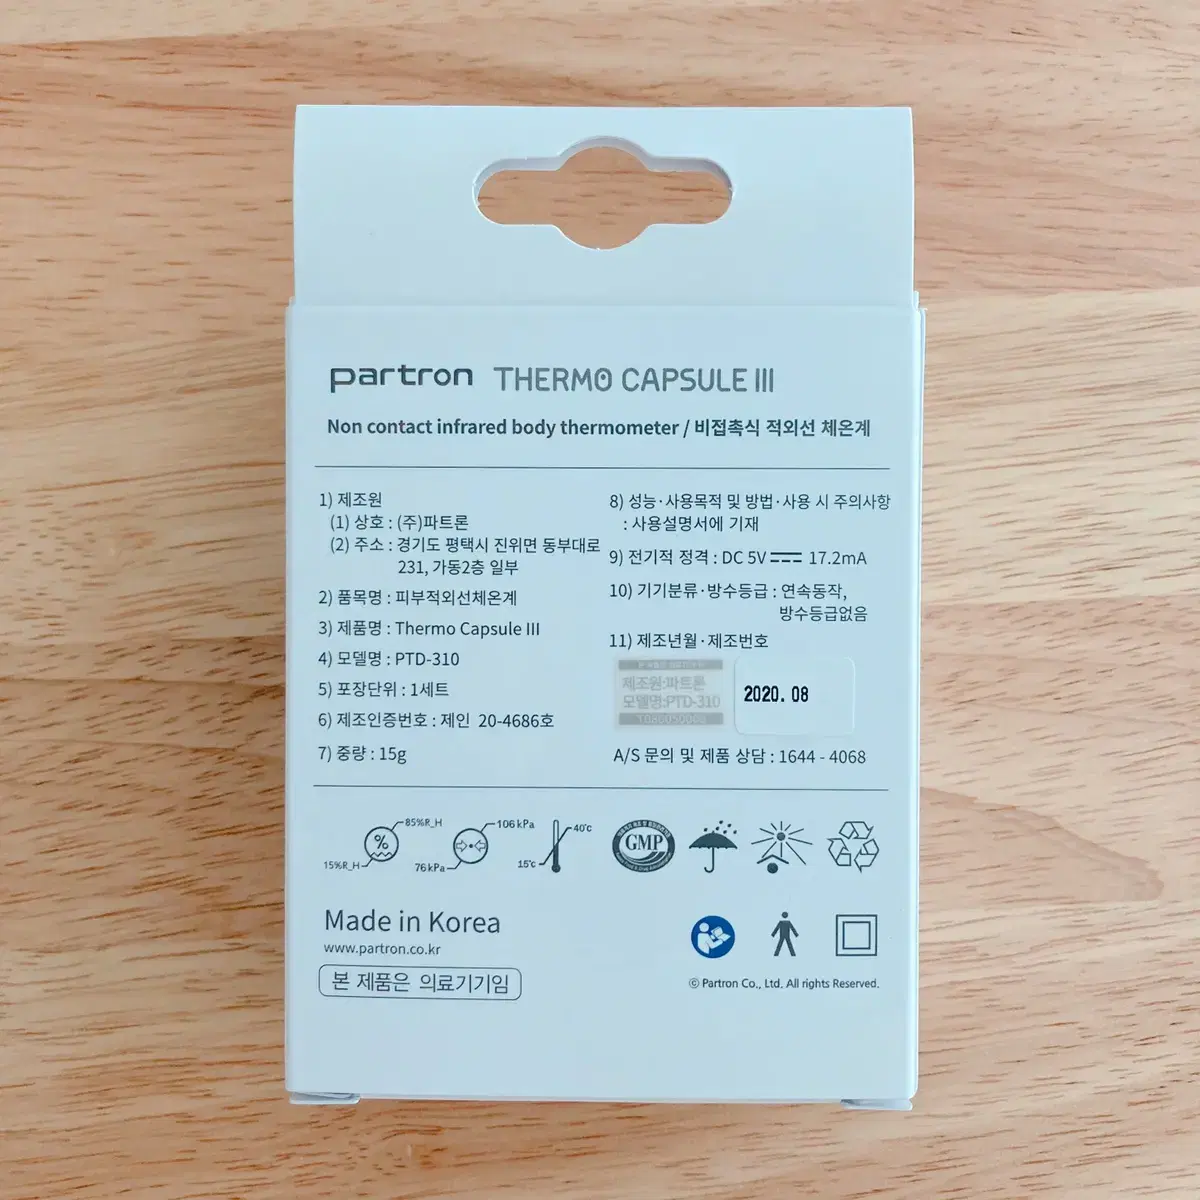 partron THERMO CAPSULE III
Non contact infrared body thermometer / 비접촉식 적외선 체온계
1) 제조원
(1) 상호 : (주)파트론
(2) 주소 : 경기도 평택시 진위면 동부대로
231, 가동2층 일부
2) 품목명 : 피부적외선체온계
3) 제품명 : Thermo Capsule III
4) 모델명 : PTD-310
5) 포장단위 : 1세트
6) 제조인증번호 : 제인 20-4686호
7) 중량 : 15g
8) 성능·사용목적 및 방법·사용 시 주의사항
: 사용설명서에 기재
9) 전기적 정격 : DC 5V 17.2mA
10) 기기분류·방수등급 : 연속동작,
방수등급없음
11) 제조년월·제조번호
제조원:파트론
모델명:PTD-310
2020. 08
A/S 문의 및 제품 상담 : 1644 - 4068
85%R_H
%
15%R_H
106 kPa
76 kPa
40℃
15℃
GMP
Made in Korea
www.partron.co.kr
본 제품은 의료기기임
ⓒ Partron Co., Ltd. All rights Reserved.